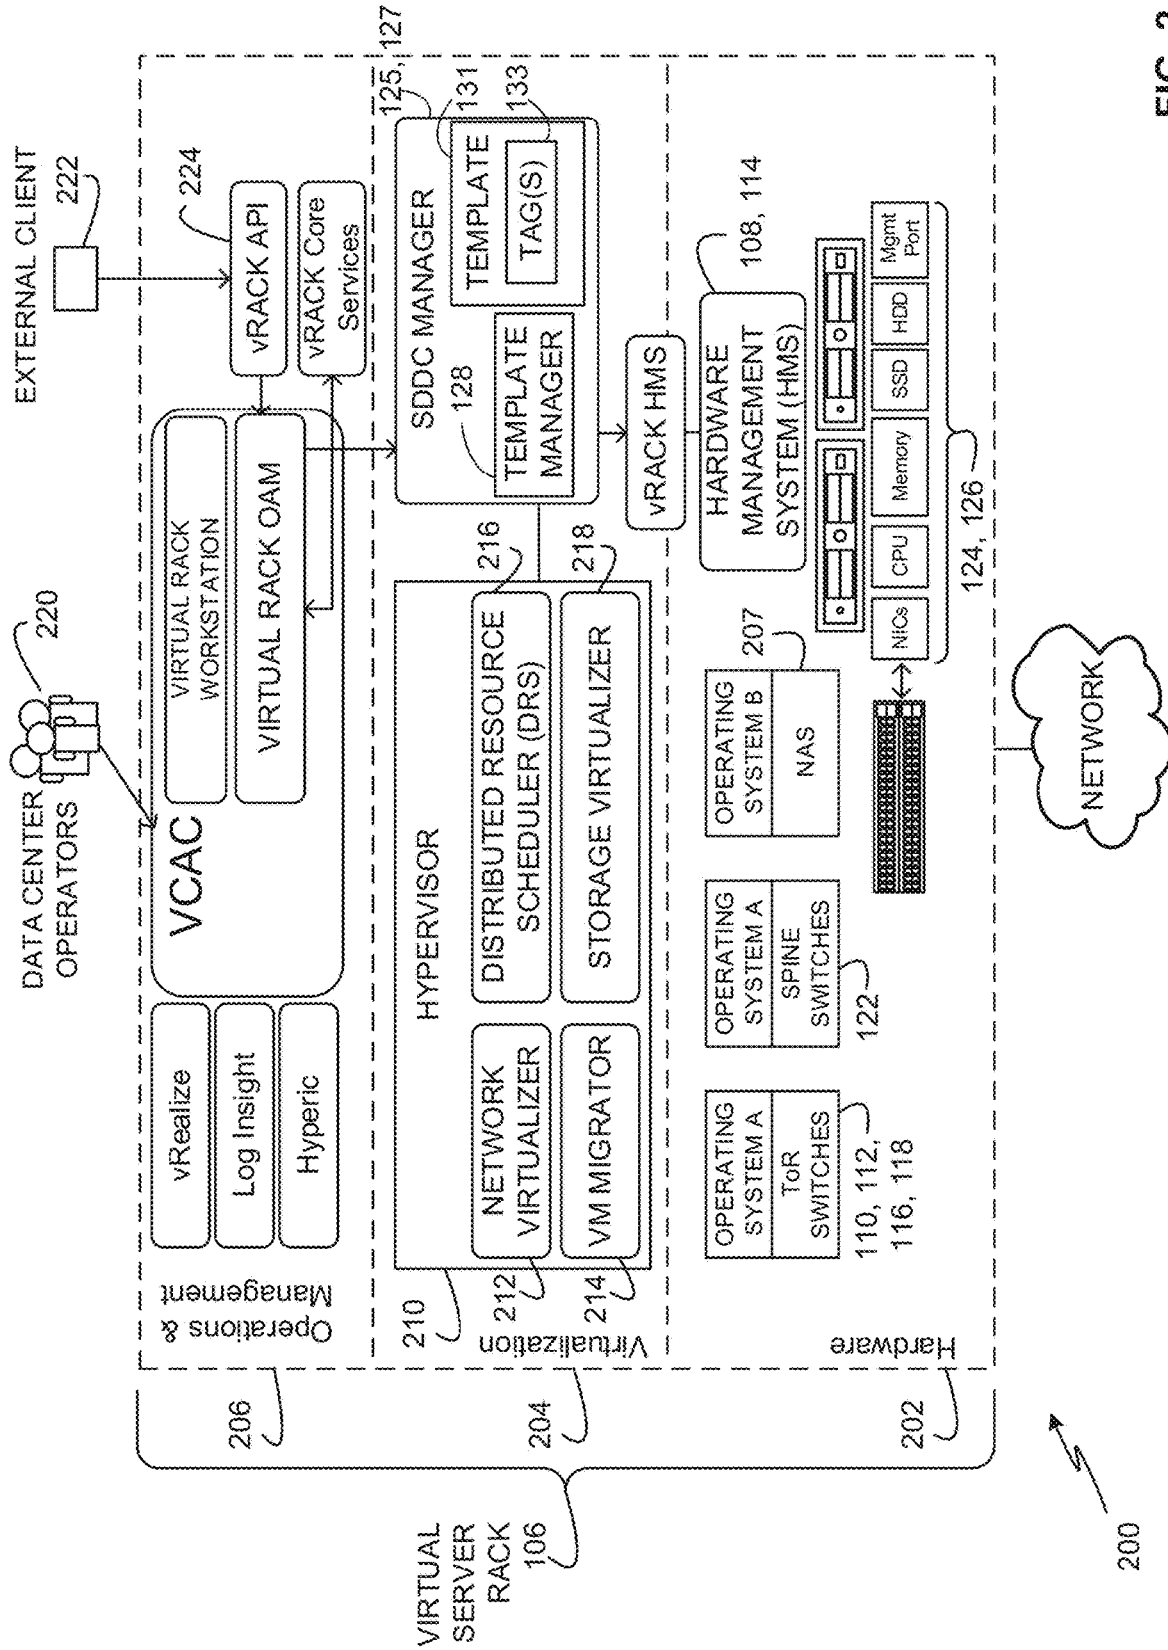 EXTERNAL CLIENT
222
224
DATA CENTER
OPERATORS
220
vRealize
Log Insight
Hyperic
VCAC
VIRTUAL RACK
WORKSTATION
VIRTUAL RACK OAM
vRACK API
vRACK Core
Services
Operations &
Management
206
125, 127
131
133
HYPERVISOR
210
NETWORK
VIRTUALIZER
212
DISTRIBUTED RESOURCE
SCHEDULER (DRS)
216
VM MIGRATOR
214
STORAGE VIRTUALIZER
218
SDDC MANAGER
128
TEMPLATE
MANAGER
TEMPLATE
TAG(S)
Virtualization
204
VIRTUAL
SERVER
RACK
106
vRACK HMS
HARDWARE
MANAGEMENT
SYSTEM (HMS)
108, 114
OPERATING
SYSTEM A
ToR
SWITCHES
110, 112,
116, 118
OPERATING
SYSTEM A
SPINE
SWITCHES
122
OPERATING
SYSTEM B
NAS
207
NICs
CPU
Memory
SSD
HDD
Mgmt
Port
124, 126
Hardware
202
NETWORK
200